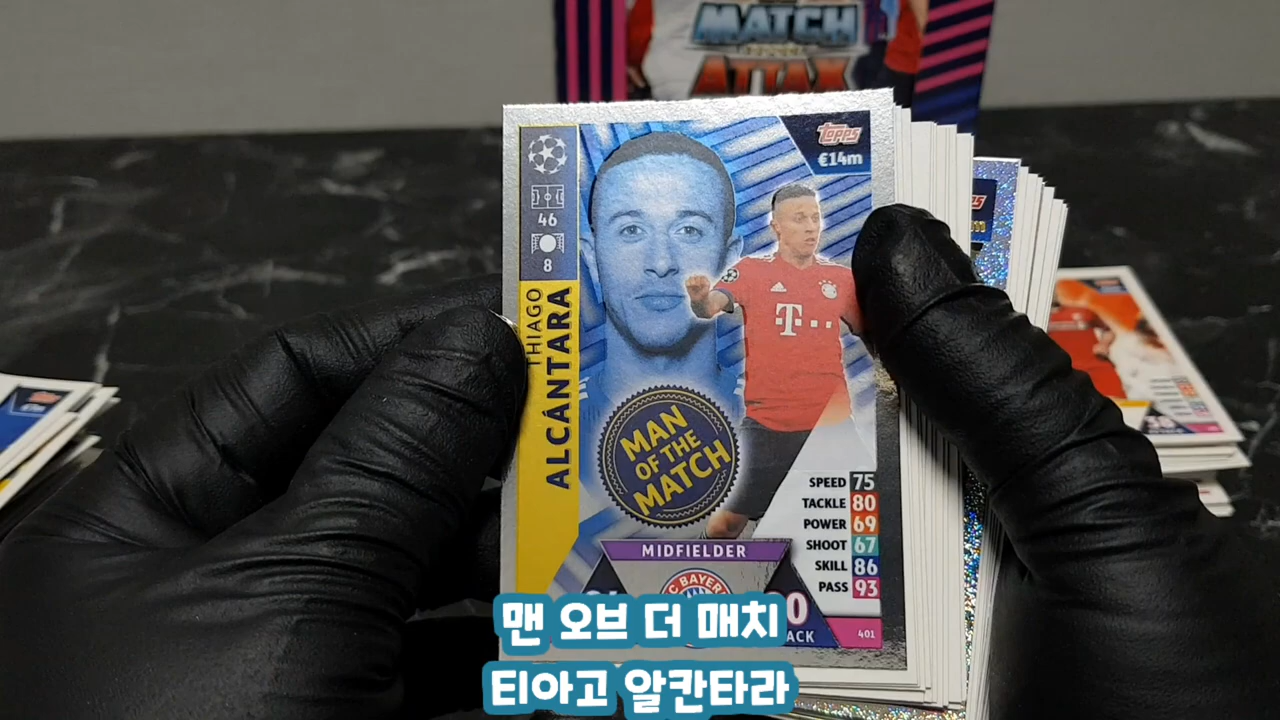 MATCH
ATTAX
topps
€14m
46
8
THIAGO
ALCÁNTARA
MAN
OF THE
MATCH
SPEED 75
TACKLE 80
POWER 69
SHOOT 67
SKILL 86
PASS 93
MIDFIELDER
401
맨 오브 더 매치
티아고 알칸타라